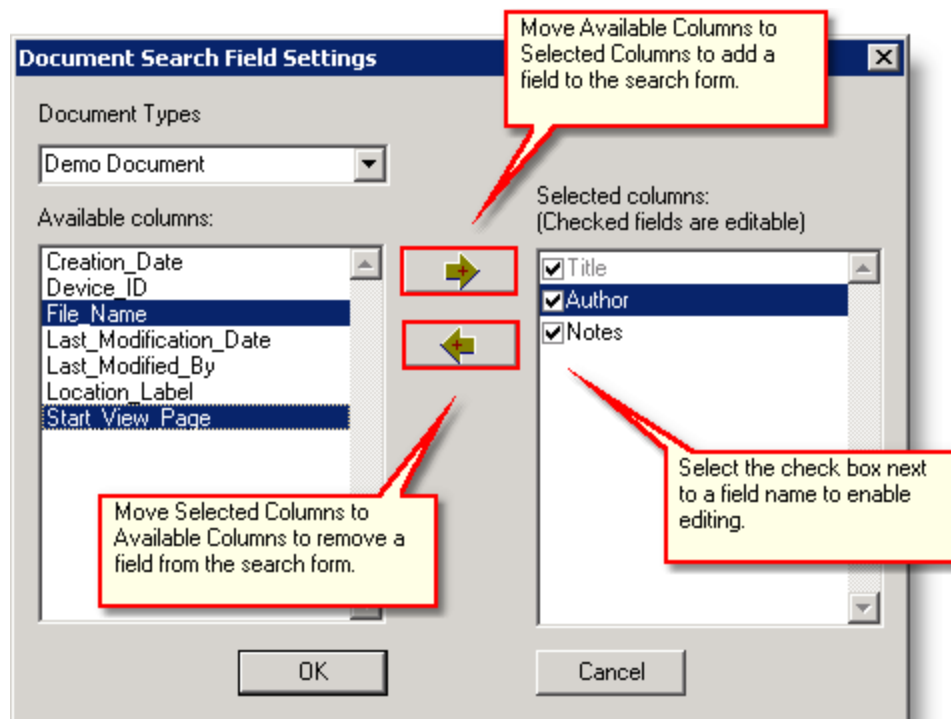 Document Search Field Settings
Move Available Columns to
Selected Columns to add a
field to the search form.
Document Types
Demo Document
Available columns:
Creation_Date
Device_ID
File_Name
Last_Modification_Date
Last_Modified_By
Location_Label
Start_View_Page
Selected columns:
(Checked fields are editable)
Title
Author
Notes
Move Selected Columns to
Available Columns to remove a
field from the search form.
Select the check box next
to a field name to enable
editing.
OK
Cancel